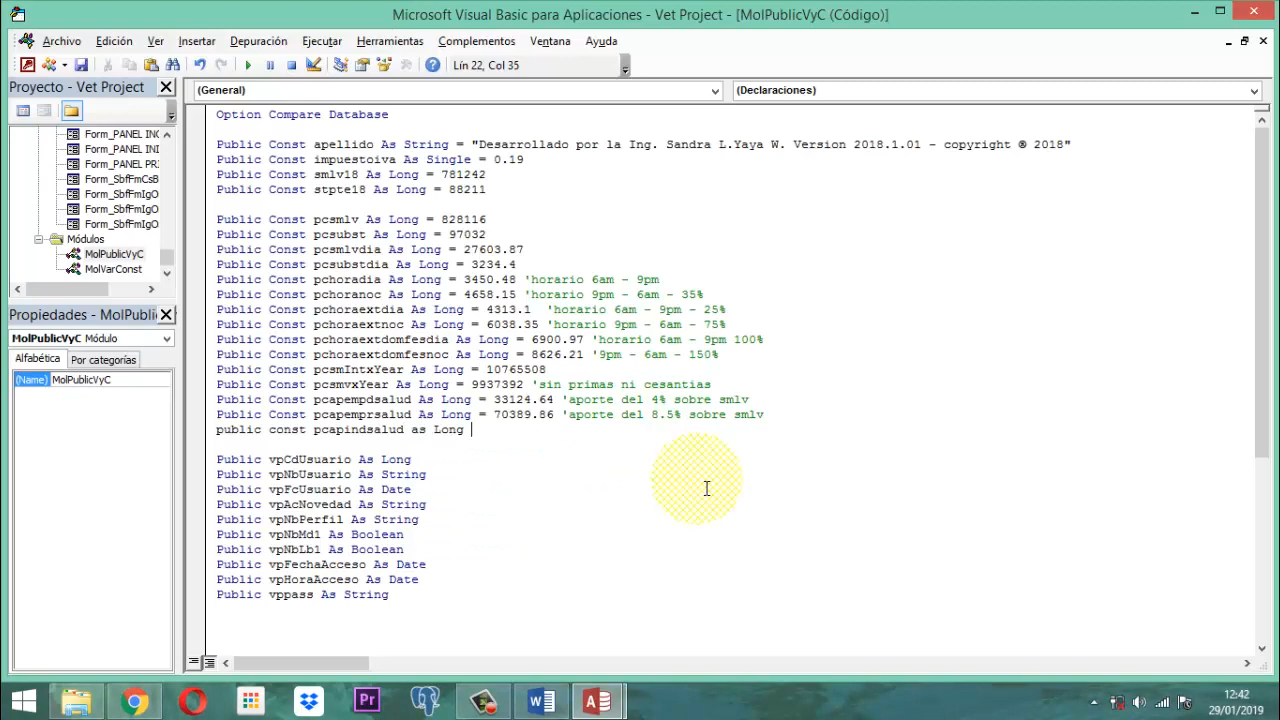 Microsoft Visual Basic para Aplicaciones - Vet Project - [MolPublicVyC (Código)]
Archivo Edición Ver Insertar Depuración Ejecutar Herramientas Complementos Ventana Ayuda
Lín 22, Col 35
Proyecto - Vet Project
(General) (Declaraciones)
Form_PANEL INC
Form_PANEL INI
Form_PANEL PR
Form_SbfFmCsB
Form_SbfFmIgO
Form_SbfFmIgO
Form_SbfFmIgO
Módulos
MolPublicVyC
MolVarConst
Propiedades - MolPubli
MolPublicVyC Módulo
Alfabética Por categorías
(Name) MolPublicVyC
Option Compare Database
Public Const apellido As String = "Desarrollado por la Ing. Sandra L.Yaya W. Version 2018.1.01 - copyright ® 2018"
Public Const impuestoiva As Single = 0.19
Public Const smlv18 As Long = 781242
Public Const stpte18 As Long = 88211
Public Const pcsmlv As Long = 828116
Public Const pcsubst As Long = 97032
Public Const pcsmlvdia As Long = 27603.87
Public Const pcsubstdia As Long = 3234.4
Public Const pchoradia As Long = 3450.48 'horario 6am - 9pm
Public Const pchoranoc As Long = 4658.15 'horario 9pm - 6am - 35%
Public Const pchoraextdia As Long = 4313.1 'horario 6am - 9pm - 25%
Public Const pchoraextnoc As Long = 6038.35 'horario 9pm - 6am - 75%
Public Const pchoraextdomfesdia As Long = 6900.97 'horario 6am - 9pm 100%
Public Const pchoraextdomfesnoc As Long = 8626.21 '9pm - 6am - 150%
Public Const pcsmIntxYear As Long = 10765508
Public Const pcsmvxYear As Long = 9937392 'sin primas ni cesantias
Public Const pcapempdsalud As Long = 33124.64 'aporte del 4% sobre smlv
Public Const pcapemprsalud As Long = 70389.86 'aporte del 8.5% sobre smlv
public const pcapindsalud as Long
Public vpCdUsuario As Long
Public vpNbUsuario As String
Public vpFcUsuario As Date
Public vpAcNovedad As String
Public vpNbPerfil As String
Public vpNbMd1 As Boolean
Public vpNbLb1 As Boolean
Public vpFechaAcceso As Date
Public vpHoraAcceso As Date
Public vppass As String
Pr
12:42
29/01/2019